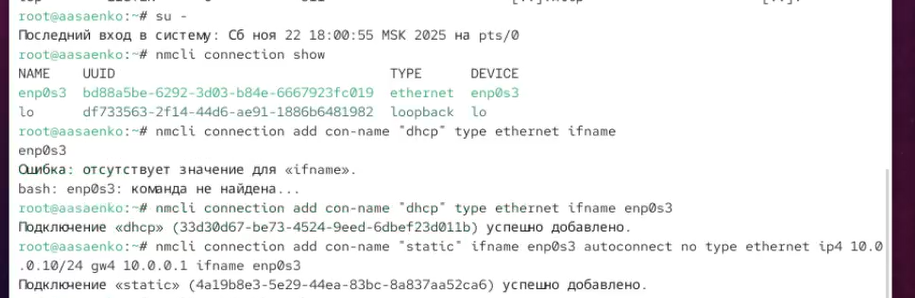 root@aasaenko:~# su -
Последний вход в систему: Сб ноя 22 18:00:55 MSK 2025 на pts/0
root@aasaenko:~# nmcli connection show
NAME    UUID                                  TYPE      DEVICE
enp0s3  bd88a5be-6292-3d03-b84e-6667923fc019  ethernet  enp0s3
lo      df733563-2f14-44d6-ae91-1886b6481982  loopback  lo
root@aasaenko:~# nmcli connection add con-name "dhcp" type ethernet ifname
enp0s3
Ошибка: отсутствует значение для «ifname».
bash: enp0s3: команда не найдена...
root@aasaenko:~# nmcli connection add con-name "dhcp" type ethernet ifname enp0s3
Подключение «dhcp» (33d30d67-be73-4524-9eed-6dbef23d011b) успешно добавлено.
root@aasaenko:~# nmcli connection add con-name "static" ifname enp0s3 autoconnect no type ethernet ip4 10.0
.0.10/24 gw4 10.0.0.1 ifname enp0s3
Подключение «static» (4a19b8e3-5e29-44ea-83bc-8a837aa52ca6) успешно добавлено.